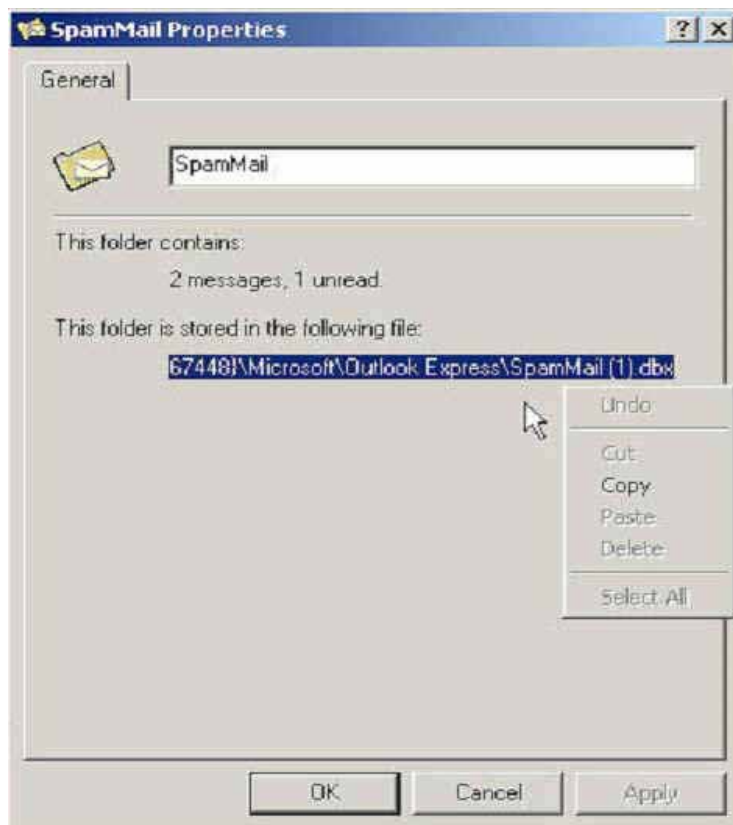 SpamMail Properties
General
SpamMail
This folder contains:
2 messages, 1 unread
This folder is stored in the following file:
67448}\Microsoft\Outlook Express\SpamMail (1).dbx
Undo
Cut
Copy
Paste
Delete
Select All
OK Cancel Apply